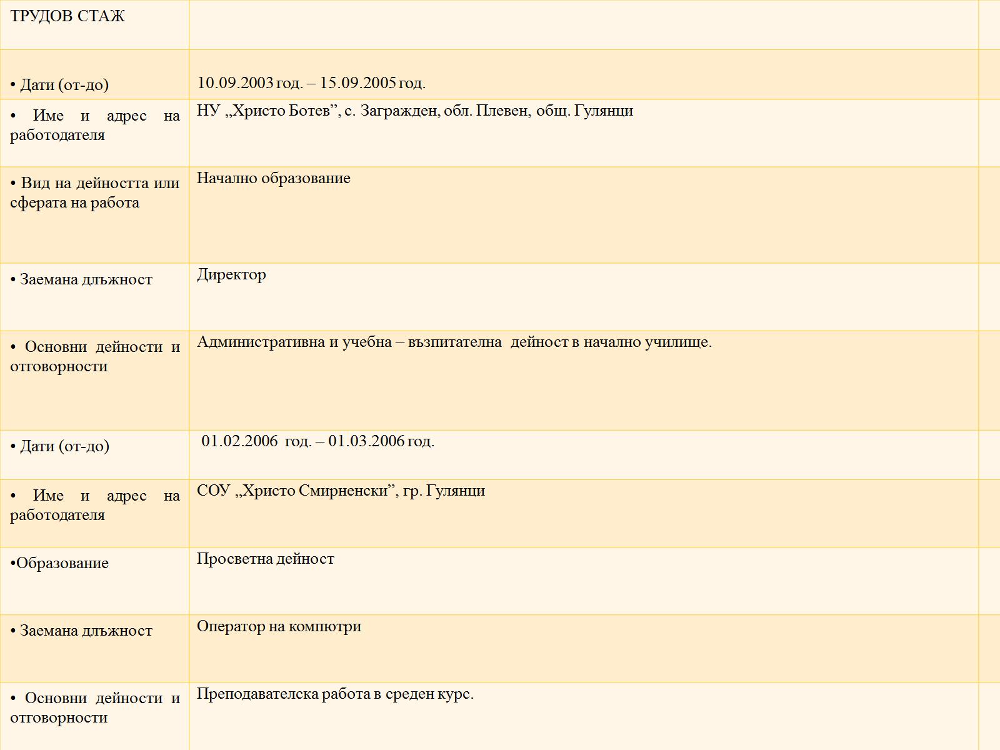 ТРУДОВ СТАЖ
• Дати (от-до)
10.09.2003 год. – 15.09.2005 год.
• Име и адрес на
работодателя
НУ „Христо Ботев”, с. Загражден, обл. Плевен, общ. Гулянци
• Вид на дейността или
сферата на работа
Начално образование
• Заемана длъжност
Директор
• Основни дейности и
отговорности
Административна и учебна – възпитателна дейност в начално училище.
• Дати (от-до)
01.02.2006 год. – 01.03.2006 год.
• Име и адрес на
работодателя
СОУ „Христо Смирненски”, гр. Гулянци
•Образование
Просветна дейност
• Заемана длъжност
Оператор на компютри
• Основни дейности и
отговорности
Преподавателска работа в среден курс.